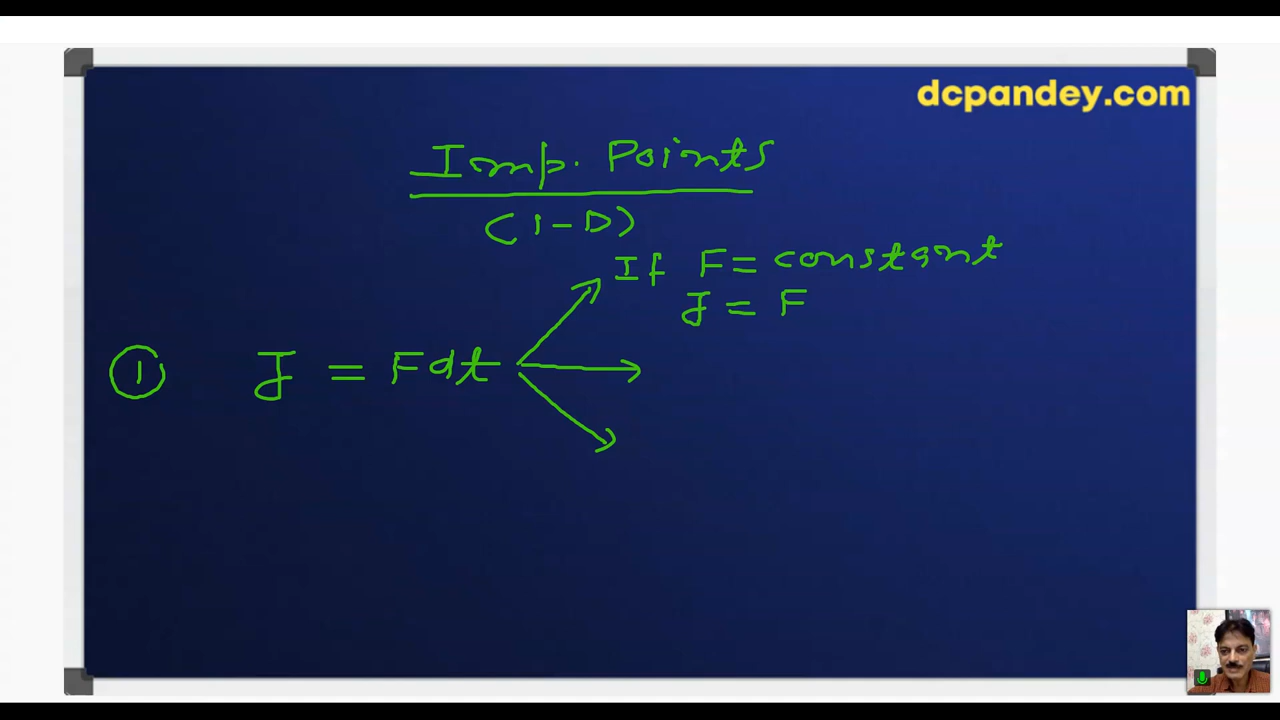 dcpandey.com
Imp. Points
(1-D)
If F = constant
J = F
① J = Fdt